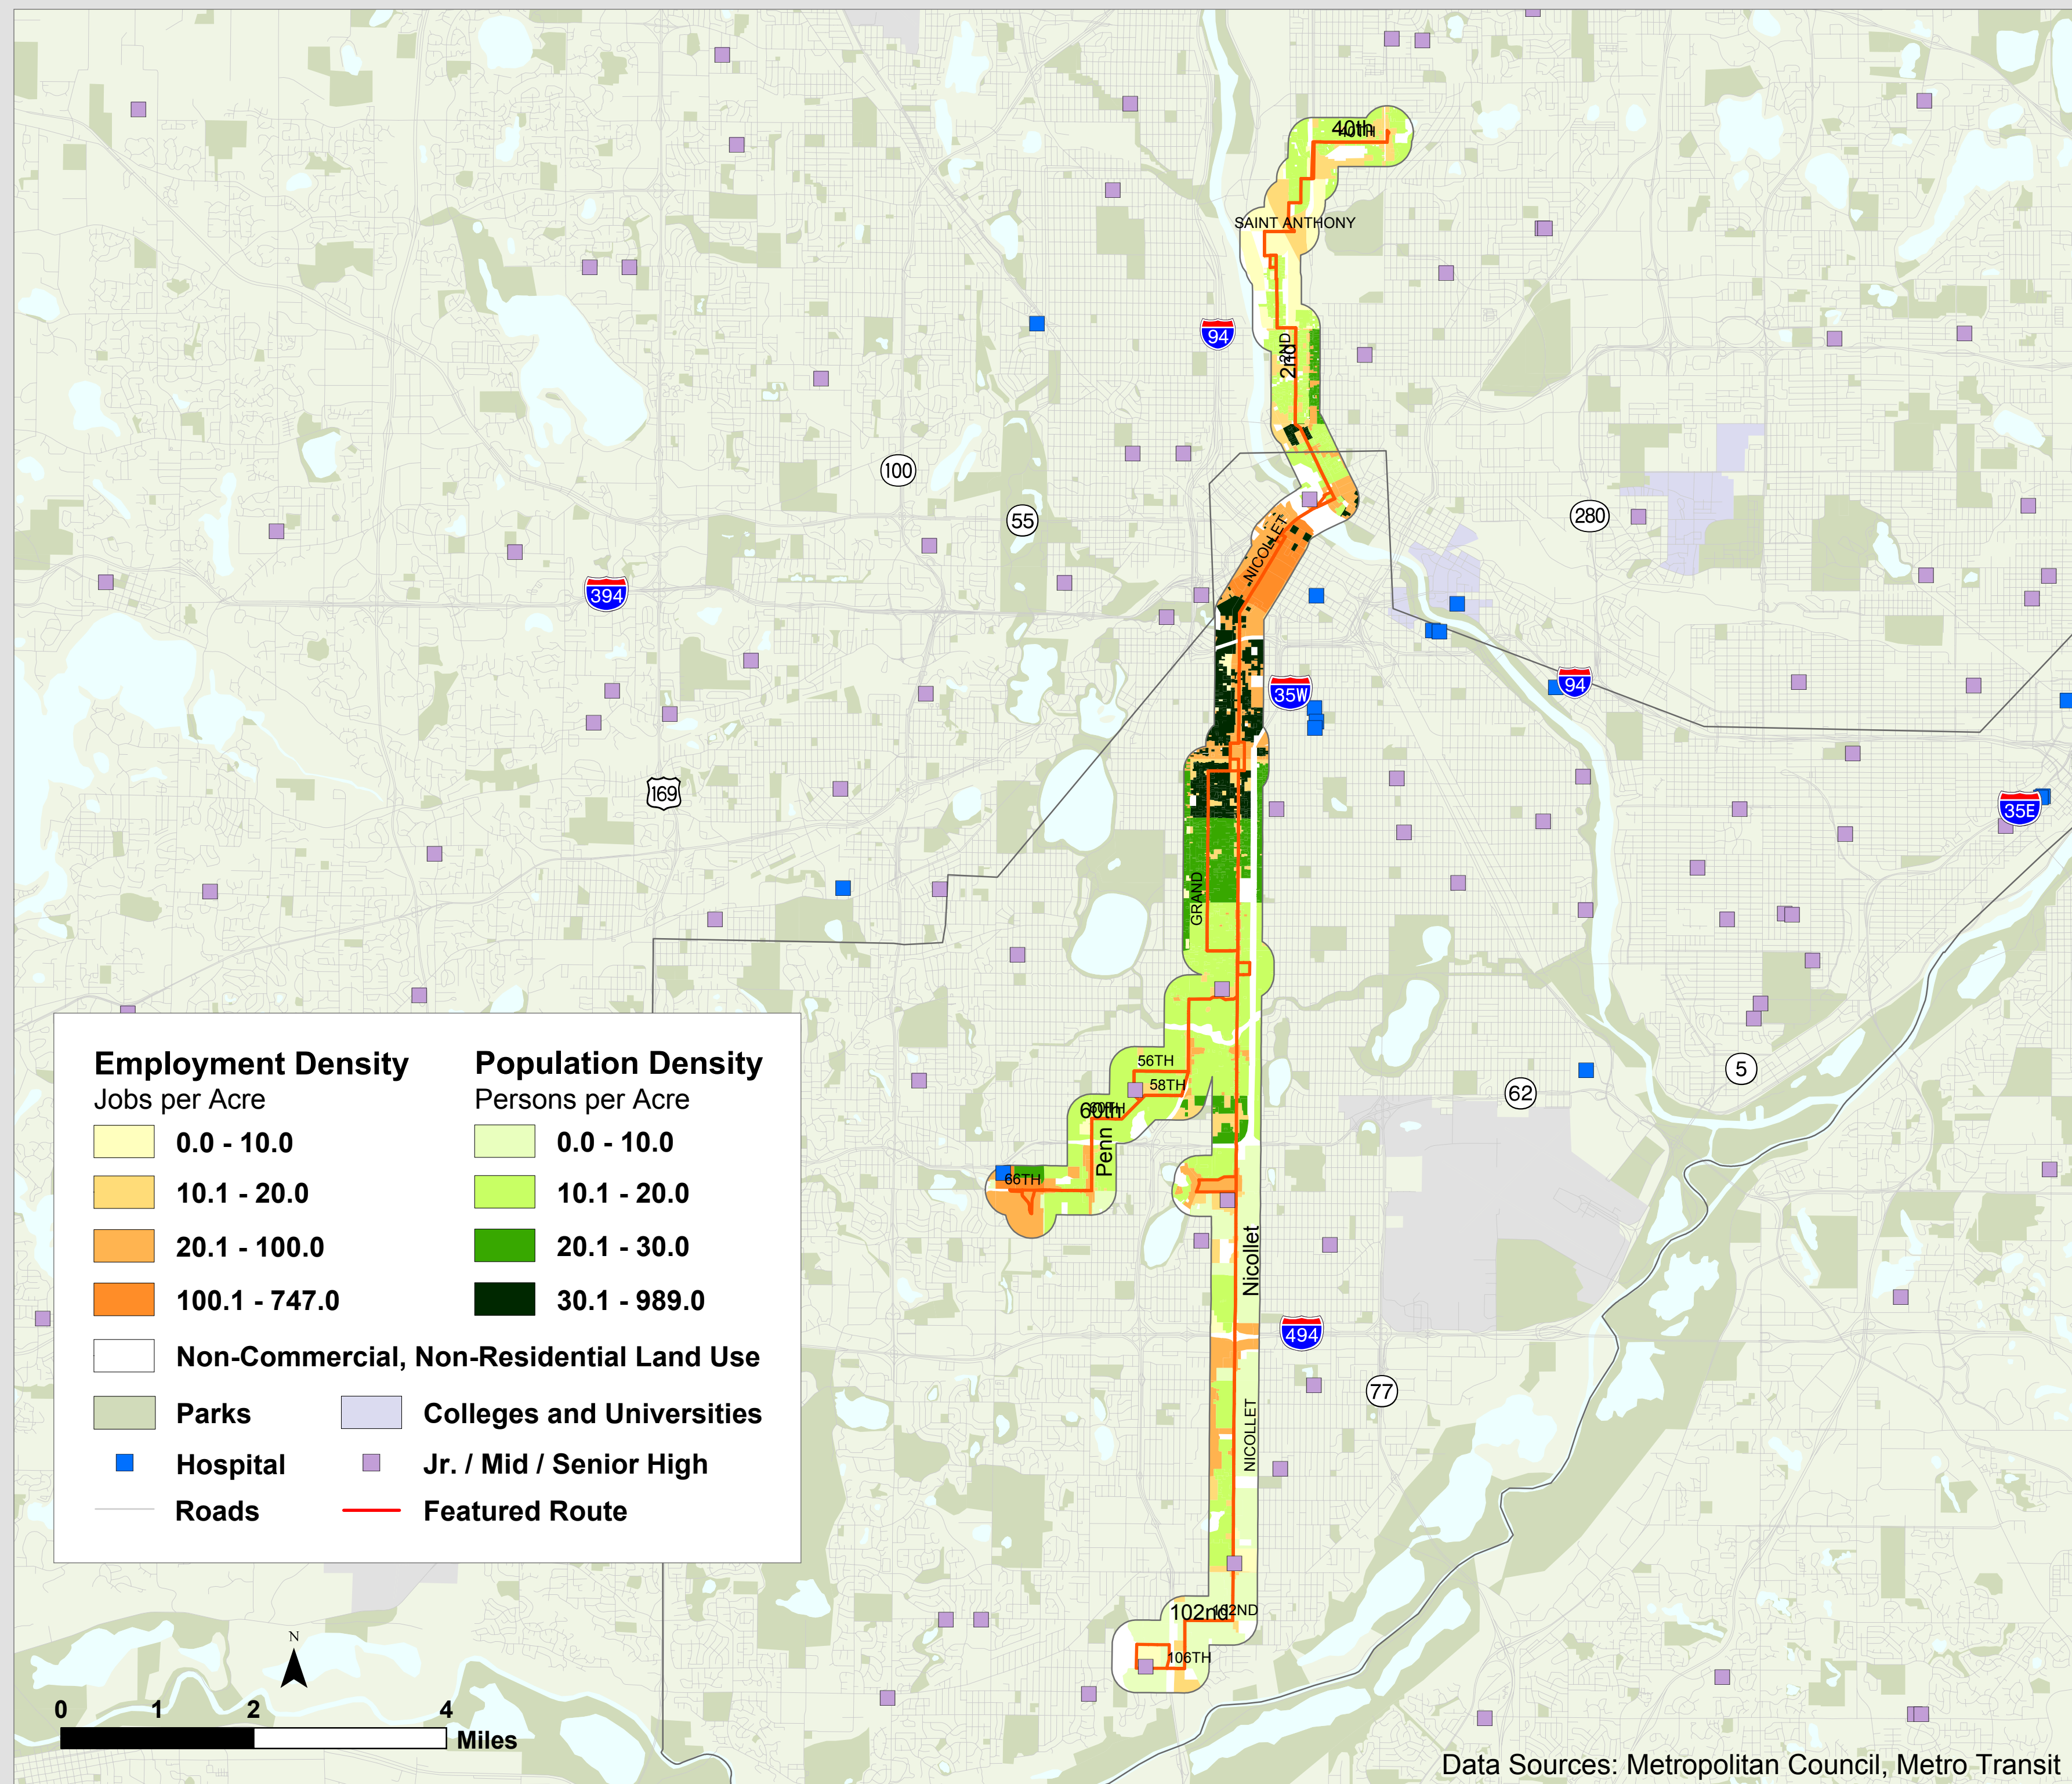 40th
40TH
SAINT ANTHONY
94
2ND
2nd
100
55
280
NICOLLET
394
94
35W
169
35E
GRAND
56TH
5
58TH
62
60th
60TH
Penn
66TH
Nicollet
494
77
NICOLLET
102nd
102ND
106TH
Employment Density
Jobs per Acre
0.0 - 10.0
10.1 - 20.0
20.1 - 100.0
100.1 - 747.0
Population Density
Persons per Acre
0.0 - 10.0
10.1 - 20.0
20.1 - 30.0
30.1 - 989.0
Non-Commercial, Non-Residential Land Use
Parks
Colleges and Universities
Hospital
Jr. / Mid / Senior High
Roads
Featured Route
N
0 1 2 4
Miles
Data Sources: Metropolitan Council, Metro Transit